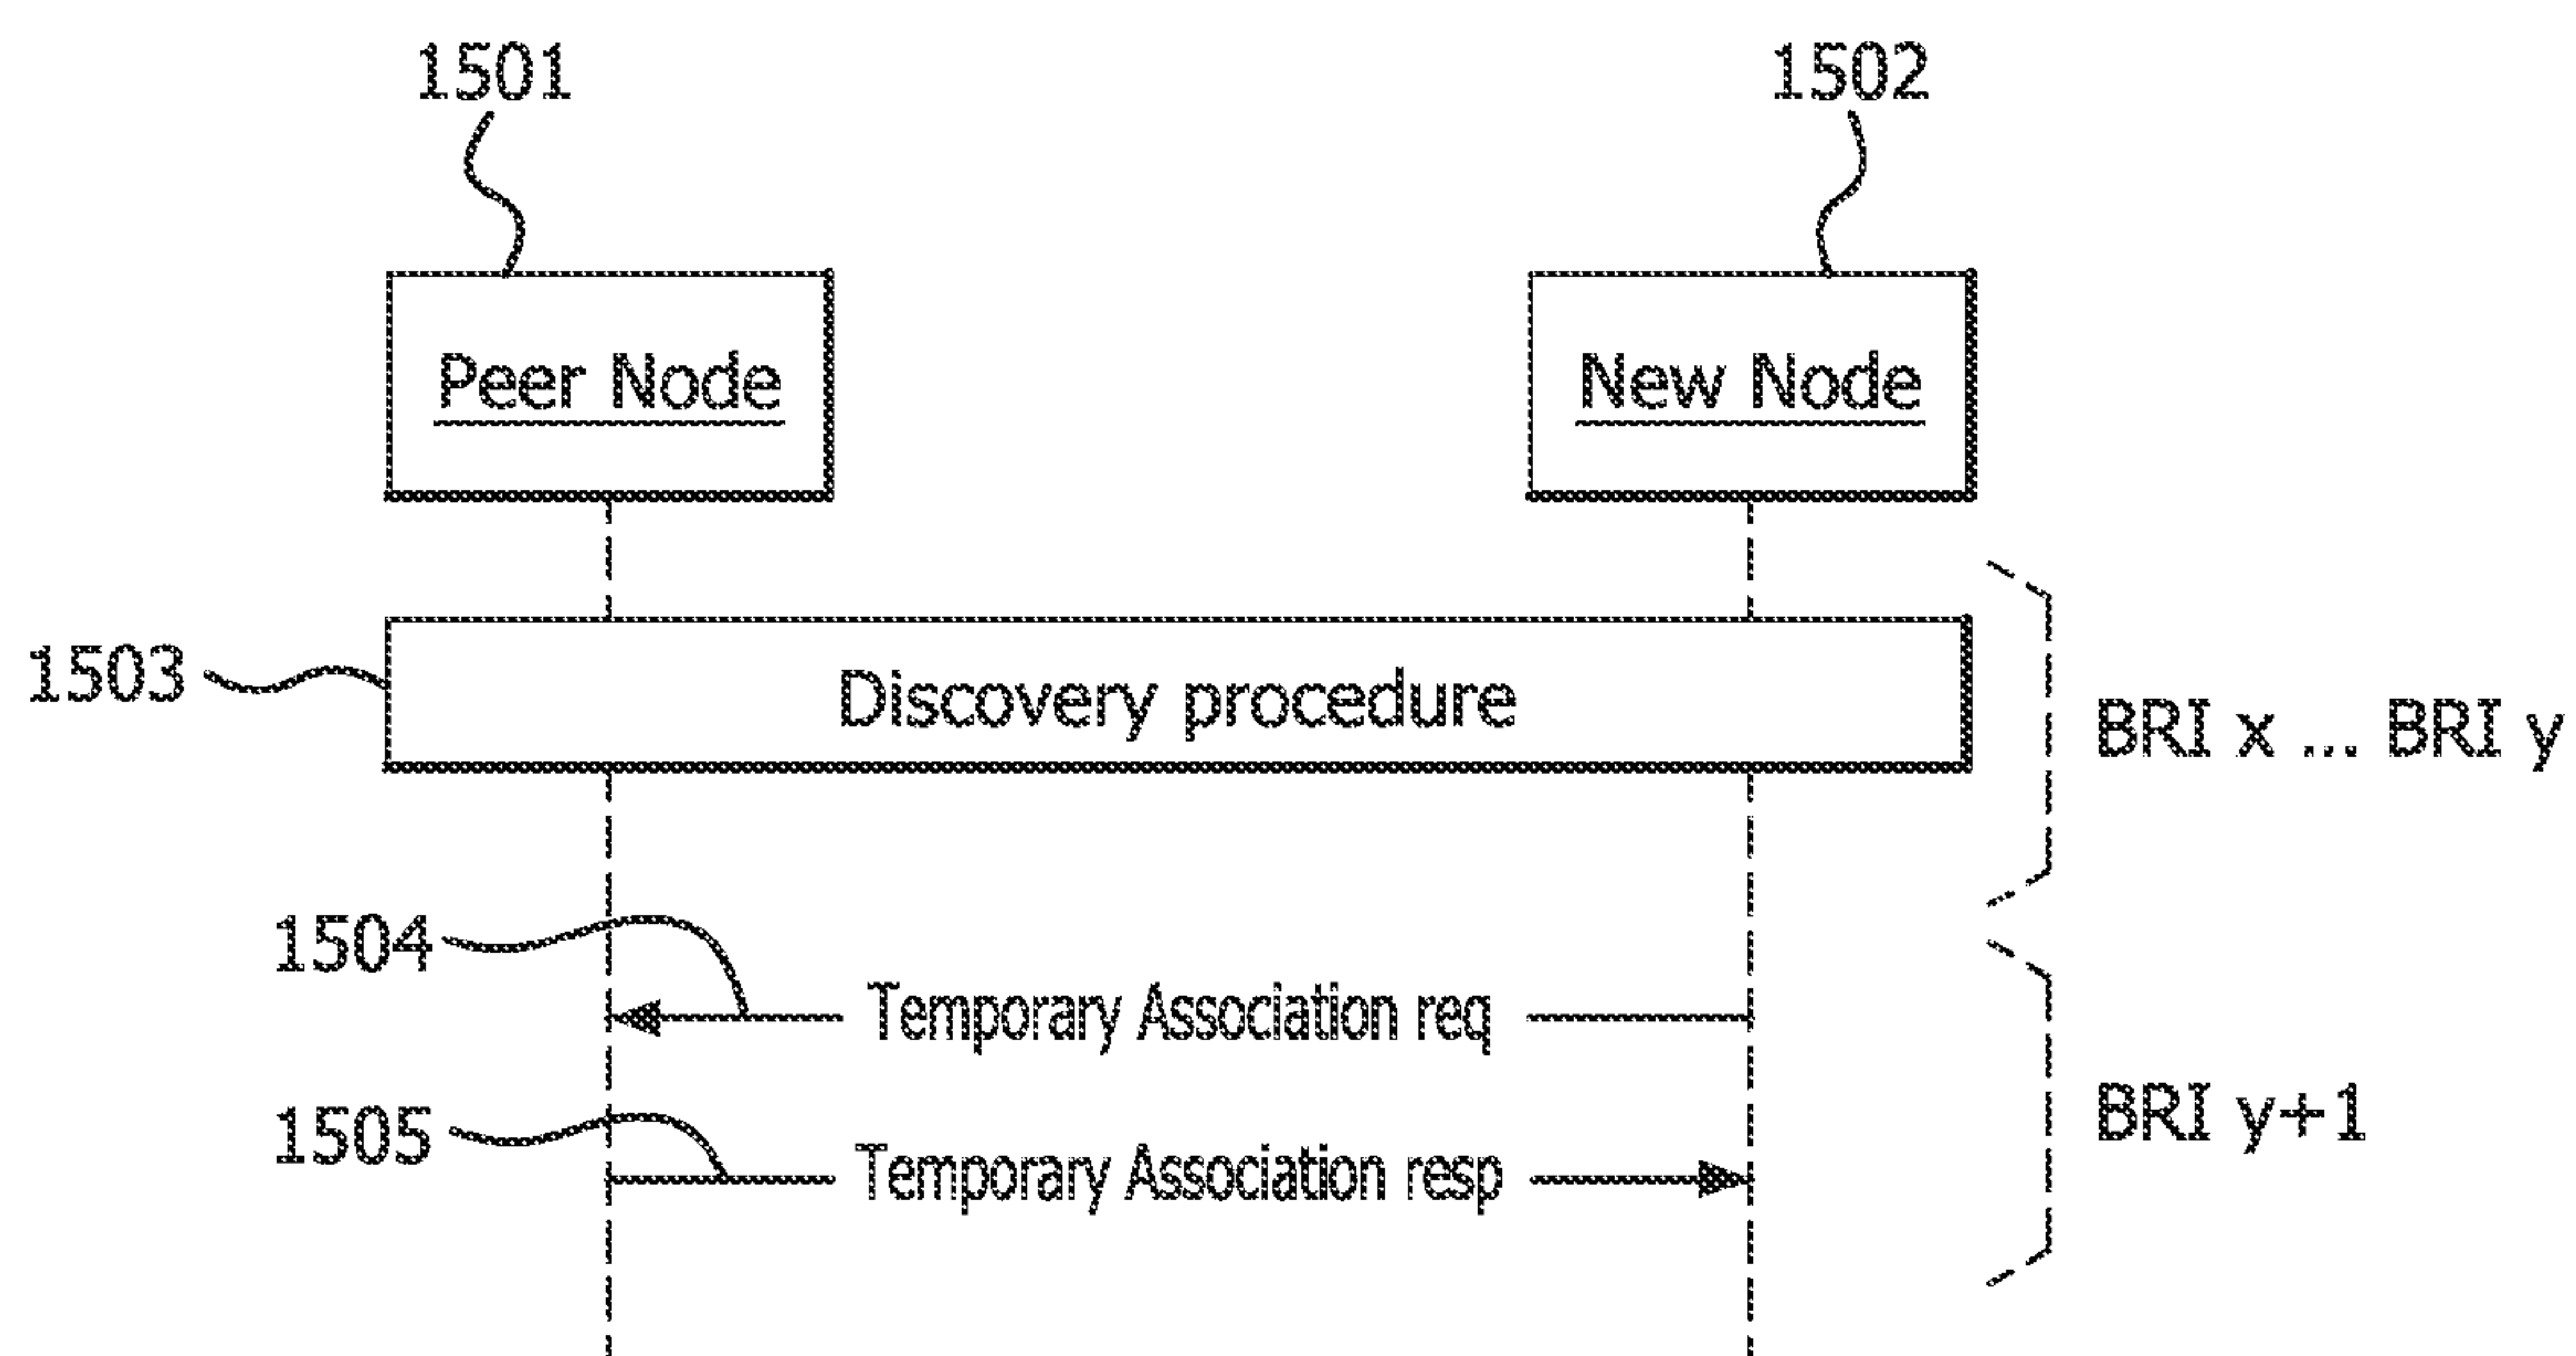 1501
1502
Peer Node
New Node
1503
Discovery procedure
BRI x ... BRI y
1504
Temporary Association req
1505
Temporary Association resp
BRI y+1